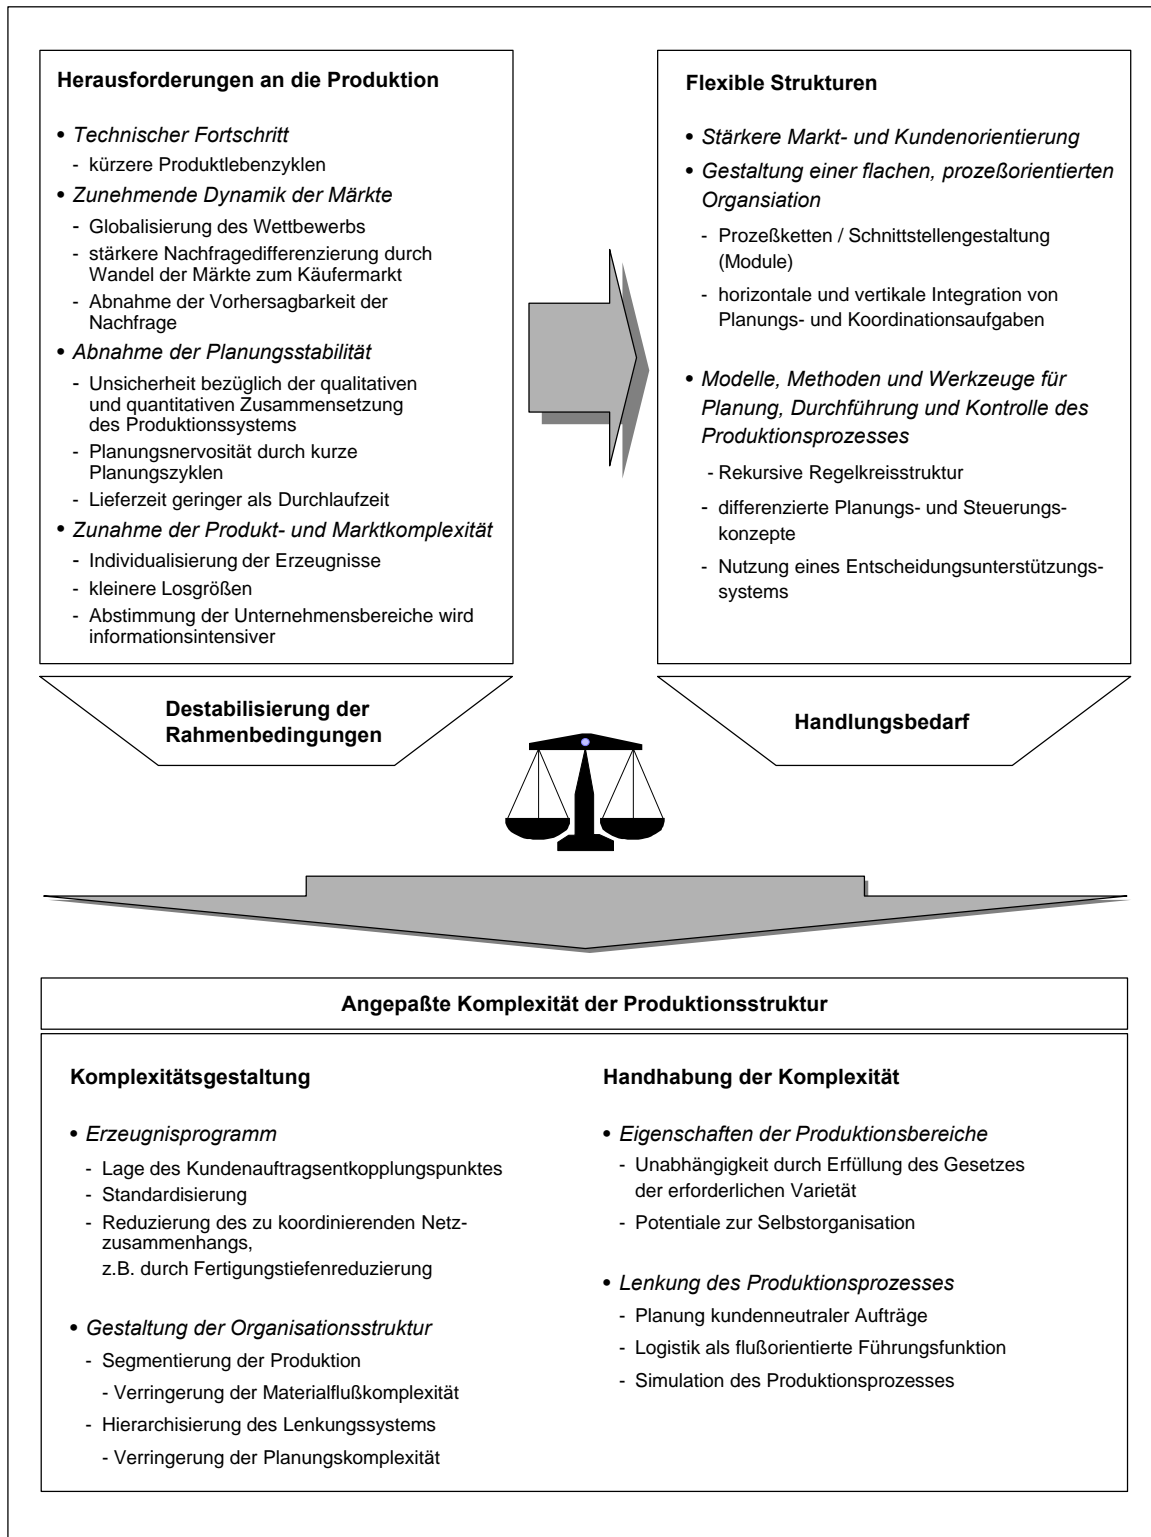 Herausforderungen an die Produktion
• Technischer Fortschritt
- kürzere Produktlebenzyklen
• Zunehmende Dynamik der Märkte
- Globalisierung des Wettbewerbs
- stärkere Nachfragedifferenzierung durch
Wandel der Märkte zum Käufermarkt
- Abnahme der Vorhersagbarkeit der
Nachfrage
• Abnahme der Planungsstabilität
- Unsicherheit bezüglich der qualitativen
und quantitativen Zusammensetzung
des Produktionssystems
- Planungsnervosität durch kurze
Planungszyklen
- Lieferzeit geringer als Durchlaufzeit
• Zunahme der Produkt- und Marktkomplexität
- Individualisierung der Erzeugnisse
- kleinere Losgrößen
- Abstimmung der Unternehmensbereiche wird
informationsintensiver
Destabilisierung der
Rahmenbedingungen
Flexible Strukturen
• Stärkere Markt- und Kundenorientierung
• Gestaltung einer flachen, prozeßorientierten
Organsiation
- Prozeßketten / Schnittstellengestaltung
(Module)
- horizontale und vertikale Integration von
Planungs- und Koordinationsaufgaben
• Modelle, Methoden und Werkzeuge für
Planung, Durchführung und Kontrolle des
Produktionsprozesses
- Rekursive Regelkreisstruktur
- differenzierte Planungs- und Steuerungs-
konzepte
- Nutzung eines Entscheidungsunterstützungs-
systems
Handlungsbedarf
Angepaßte Komplexität der Produktionsstruktur
Komplexitätsgestaltung
• Erzeugnisprogramm
- Lage des Kundenauftragsentkopplungspunktes
- Standardisierung
- Reduzierung des zu koordinierenden Netz-
zusammenhangs,
z.B. durch Fertigungstiefenreduzierung
• Gestaltung der Organisationsstruktur
- Segmentierung der Produktion
- Verringerung der Materialflußkomplexität
- Hierarchisierung des Lenkungssystems
- Verringerung der Planungskomplexität
Handhabung der Komplexität
• Eigenschaften der Produktionsbereiche
- Unabhängigkeit durch Erfüllung des Gesetzes
der erforderlichen Varietät
- Potentiale zur Selbstorganisation
• Lenkung des Produktionsprozesses
- Planung kundenneutraler Aufträge
- Logistik als flußorientierte Führungsfunktion
- Simulation des Produktionsprozesses